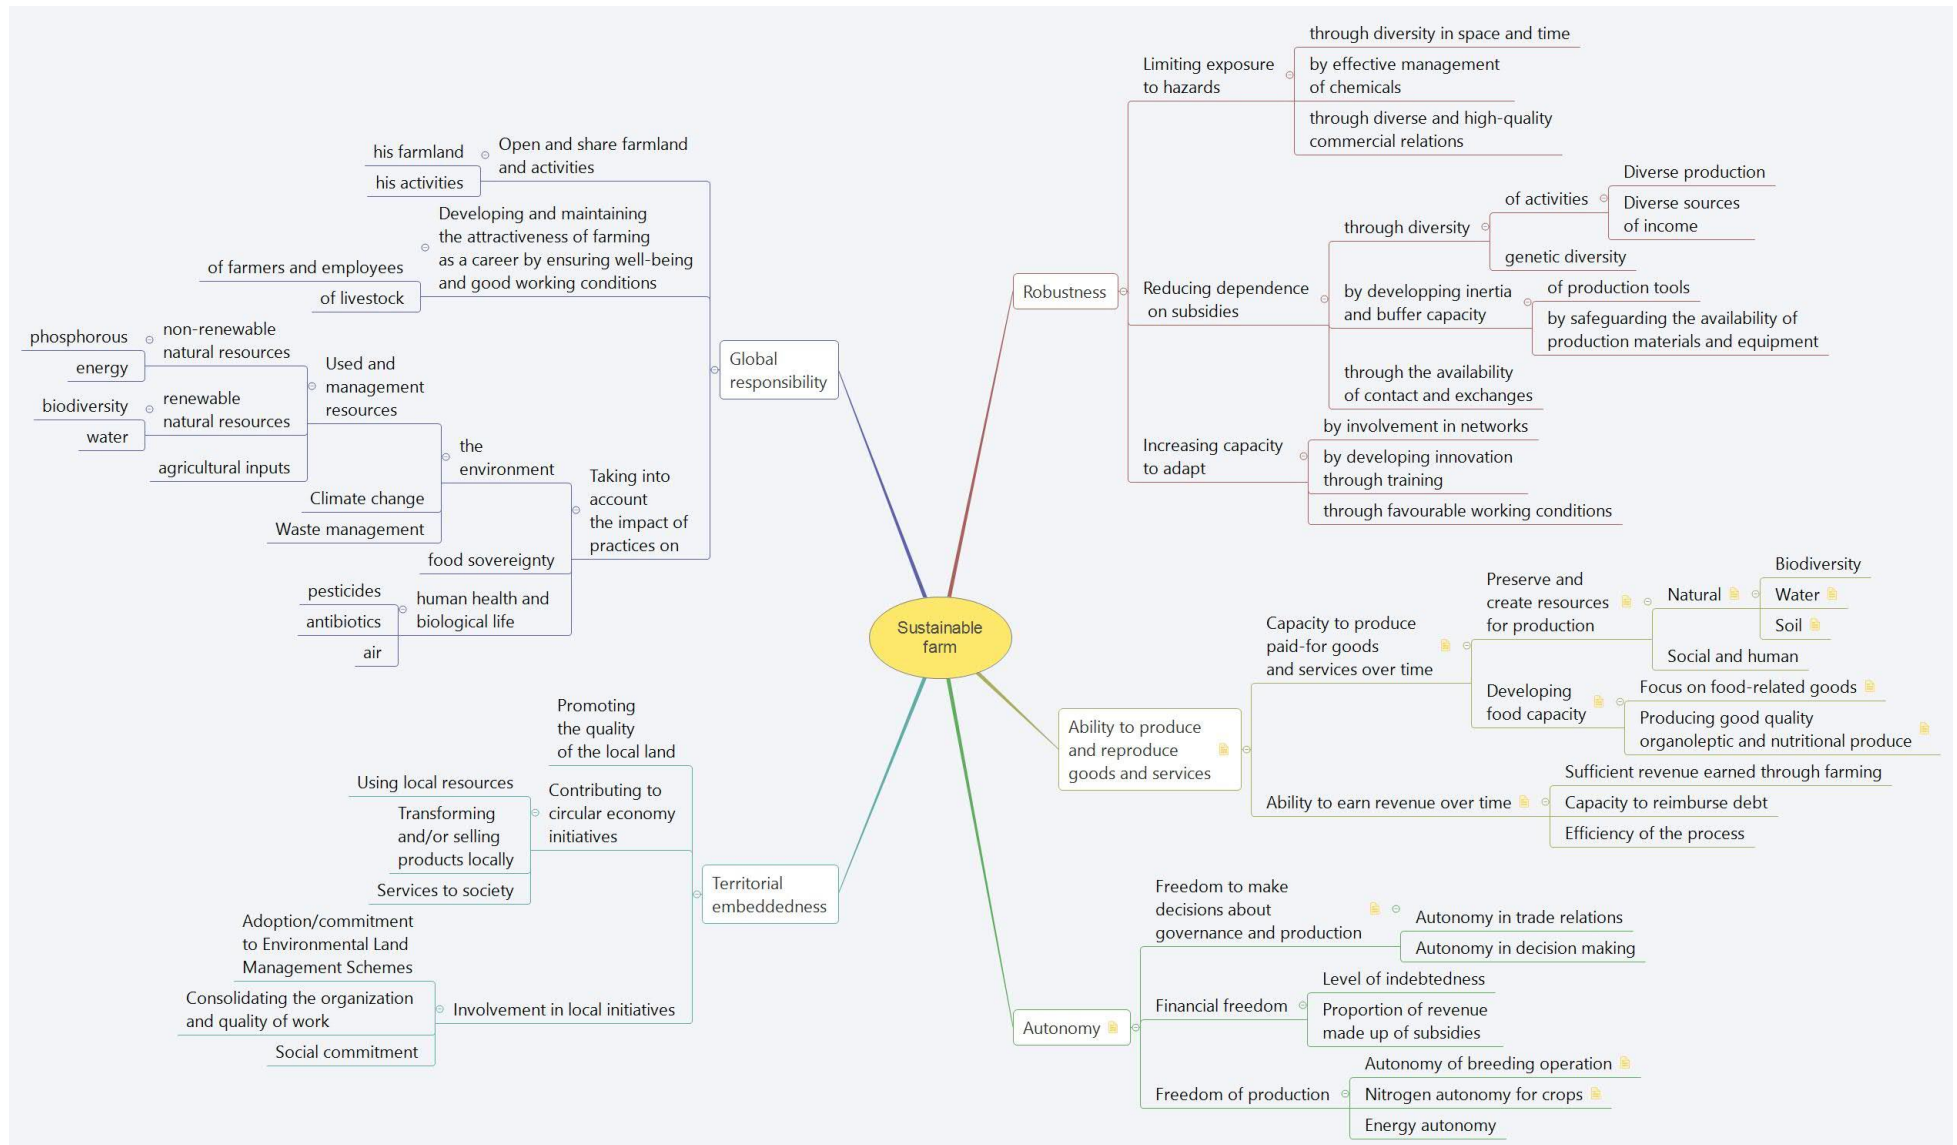 Sustainable
farm
Robustness
Limiting exposure
to hazards
through diversity in space and time
by effective management
of chemicals
through diverse and high-quality
commercial relations
Reducing dependence
on subsidies
through diversity
of activities
Diverse production
Diverse sources
of income
genetic diversity
by developping inertia
and buffer capacity
of production tools
by safeguarding the availability of
production materials and equipment
through the availability
of contact and exchanges
Increasing capacity
to adapt
by involvement in networks
by developing innovation
through training
through favourable working conditions
Ability to produce
and reproduce
goods and services
Capacity to produce
paid-for goods
and services over time
Preserve and
create resources
for production
Natural
Biodiversity
Water
Soil
Social and human
Developing
food capacity
Focus on food-related goods
Producing good quality
organoleptic and nutritional produce
Ability to earn revenue over time
Sufficient revenue earned through farming
Capacity to reimburse debt
Efficiency of the process
Autonomy
Freedom to make
decisions about
governance and production
Autonomy in trade relations
Autonomy in decision making
Financial freedom
Level of indebtedness
Proportion of revenue
made up of subsidies
Freedom of production
Autonomy of breeding operation
Nitrogen autonomy for crops
Energy autonomy
Global
responsibility
Open and share farmland
and activities
his farmland
his activities
Developing and maintaining
the attractiveness of farming
as a career by ensuring well-being
and good working conditions
of farmers and employees
of livestock
Taking into
account
the impact of
practices on
the
environment
Used and
management
resources
non-renewable
natural resources
phosphorous
energy
renewable
natural resources
biodiversity
water
agricultural inputs
Climate change
Waste management
food sovereignty
human health and
biological life
pesticides
antibiotics
air
Territorial
embeddedness
Promoting
the quality
of the local land
Contributing to
circular economy
initiatives
Using local resources
Transforming
and/or selling
products locally
Services to society
Involvement in local initiatives
Adoption/commitment
to Environmental Land
Management Schemes
Consolidating the organization
and quality of work
Social commitment